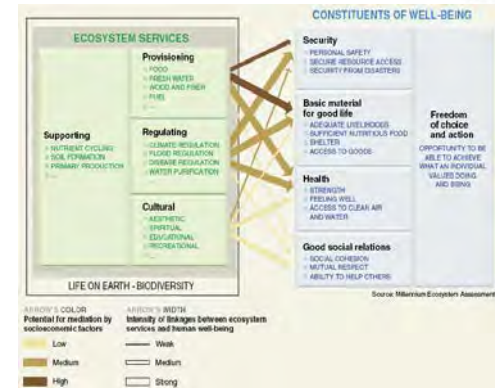 CONSTITUENTS OF WELL-BEING
ECOSYSTEM SERVICES
Supporting
NUTRIENT CYCLING
SOIL FORMATION
PRIMARY PRODUCTION
...
Provisioning
FOOD
FRESH WATER
WOOD AND FIBER
FUEL
...
Regulating
CLIMATE REGULATION
FLOOD REGULATION
DISEASE REGULATION
WATER PURIFICATION
...
Cultural
AESTHETIC
SPIRITUAL
EDUCATIONAL
RECREATIONAL
...
LIFE ON EARTH - BIODIVERSITY
Security
PERSONAL SAFETY
SECURE RESOURCE ACCESS
SECURITY FROM DISASTERS
Basic material
for good life
ADEQUATE LIVELIHOODS
SUFFICIENT NUTRITIOUS FOOD
SHELTER
ACCESS TO GOODS
Health
STRENGTH
FEELING WELL
ACCESS TO CLEAN AIR
AND WATER
Good social relations
SOCIAL COHESION
MUTUAL RESPECT
ABILITY TO HELP OTHERS
Freedom
of choice
and action
OPPORTUNITY TO BE
ABLE TO ACHIEVE
WHAT AN INDIVIDUAL
VALUES DOING
AND BEING
Source: Millennium Ecosystem Assessment
ARROW'S COLOR
Potential for mediation by
socioeconomic factors
Low
Medium
High
ARROW'S WIDTH
Intensity of linkages between ecosystem
services and human well-being
Weak
Medium
Strong